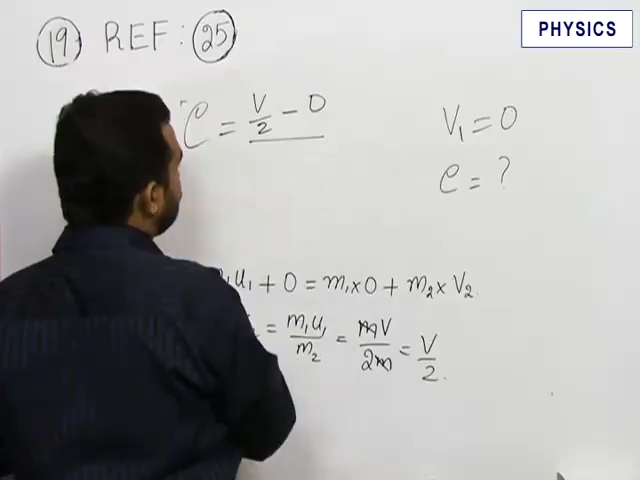 PHYSICS
19 REF : 25
e = V/2 - 0
V₁ = 0
e = ?
u₁ + 0 = m₁ × 0 + m₂ × V₂
= m₁u₁/m₂ = mV/2m = V/2